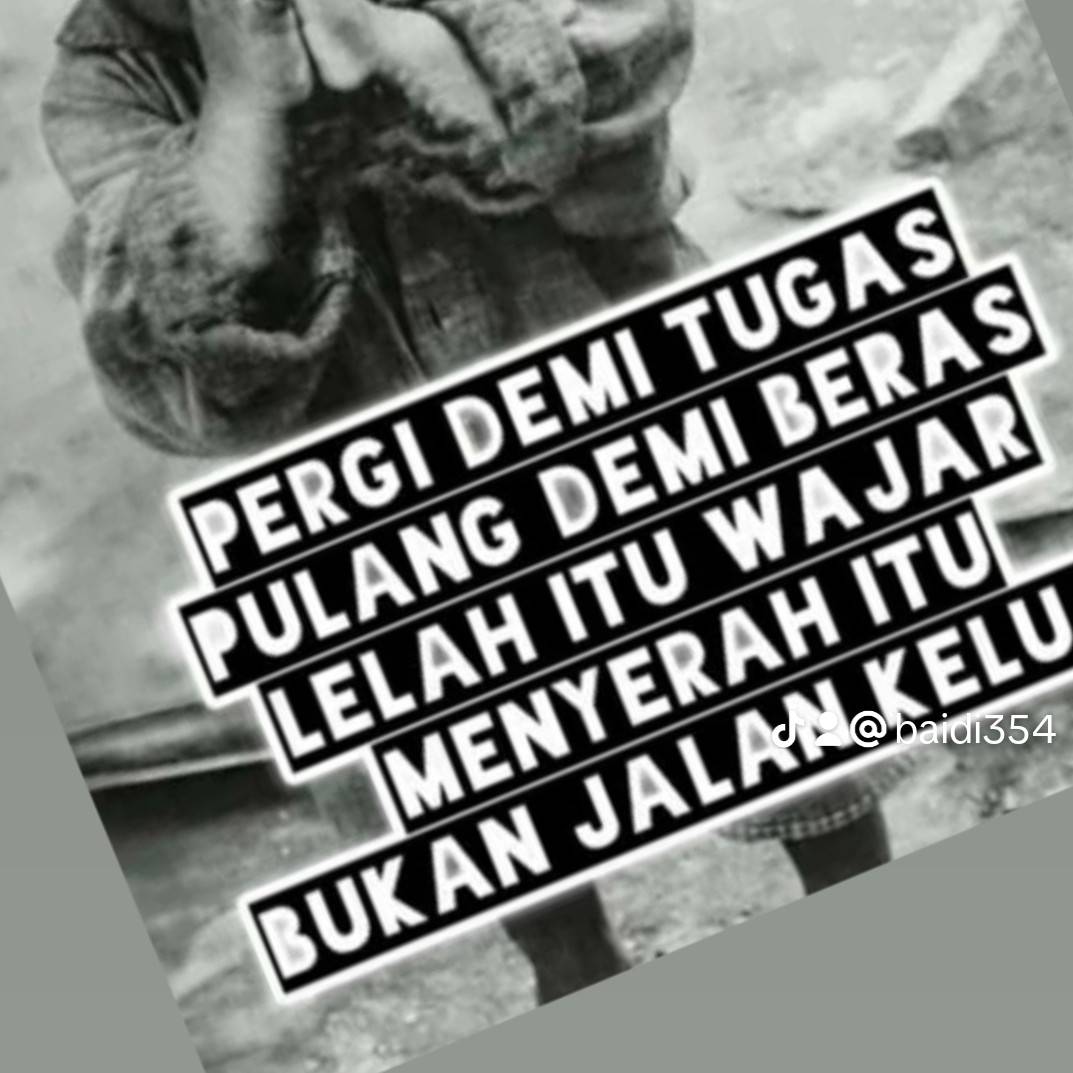 PERGI DEMI TUGAS
PULANG DEMI BERAS
LELAH ITU WAJAR
MENYERAH ITU
BUKAN JALAN KELU
@baidi354